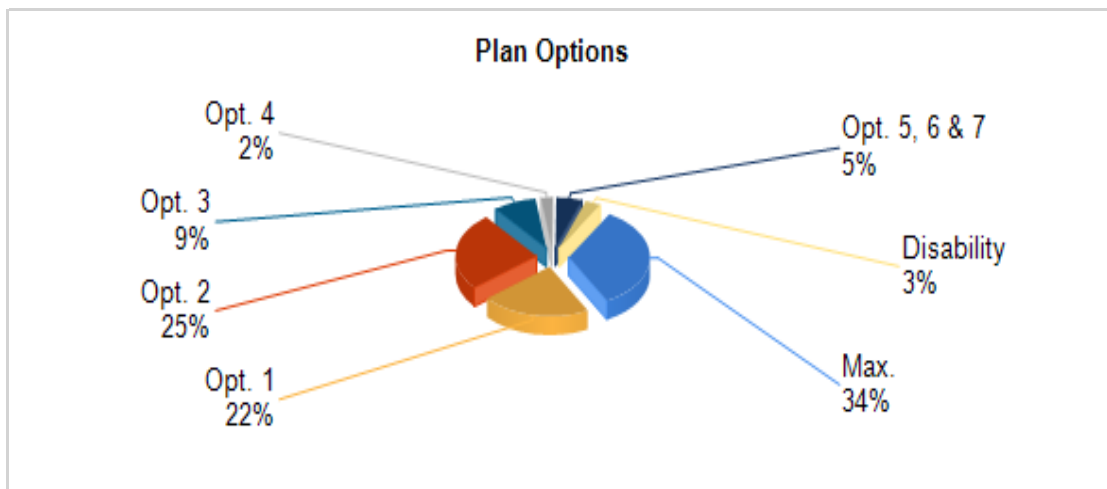 Plan Options
Opt. 4
2%
Opt. 5, 6 & 7
5%
Opt. 3
9%
Disability
3%
Opt. 2
25%
Opt. 1
22%
Max.
34%